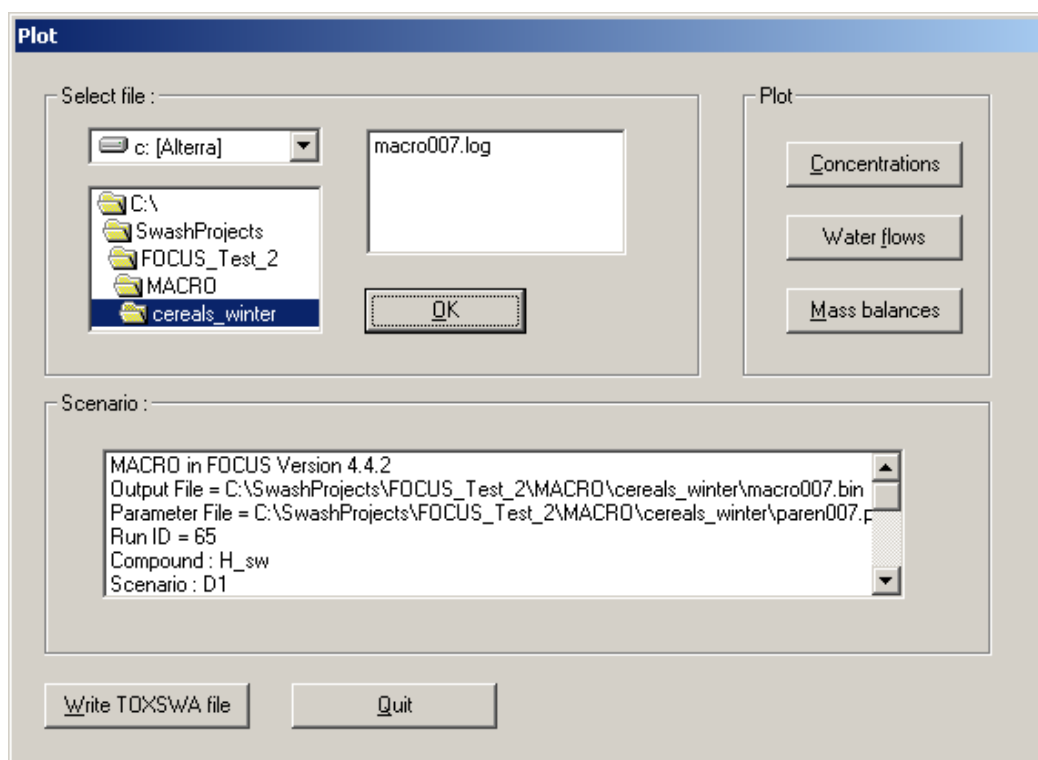 Plot
Select file :
c: [Alterra]
C:\
SwashProjects
FOCUS_Test_2
MACRO
cereals_winter
macro007.log
OK
Plot
Concentrations
Water flows
Mass balances
Scenario :
MACRO in FOCUS Version 4.4.2
Output File = C:\SwashProjects\FOCUS_Test_2\MACRO\cereals_winter\macro007.bin
Parameter File = C:\SwashProjects\FOCUS_Test_2\MACRO\cereals_winter\paren007.p
Run ID = 65
Compound : H_sw
Scenario : D1
Write TOXSWA file
Quit